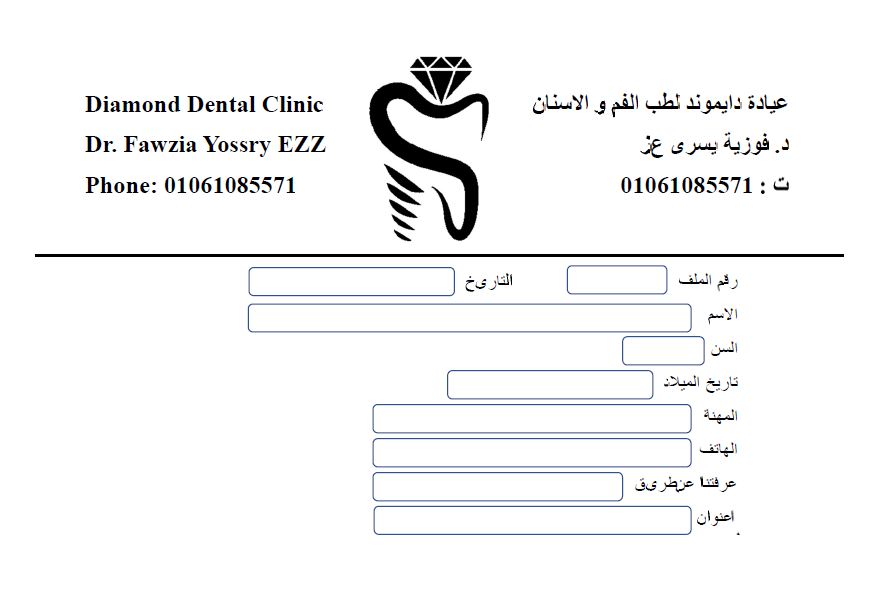 Diamond Dental Clinic
Dr. Fawzia Yossry EZZ
Phone: 01061085571
عيادة دايموند لطب الفم و الاسنان
د. فوزية يسرى عز
ت : 01061085571
رقم الملف التاريخ
الاسم
السن
تاريخ الميلاد
المهنة
الهاتف
عرفتنا عن طريق
اعنوان